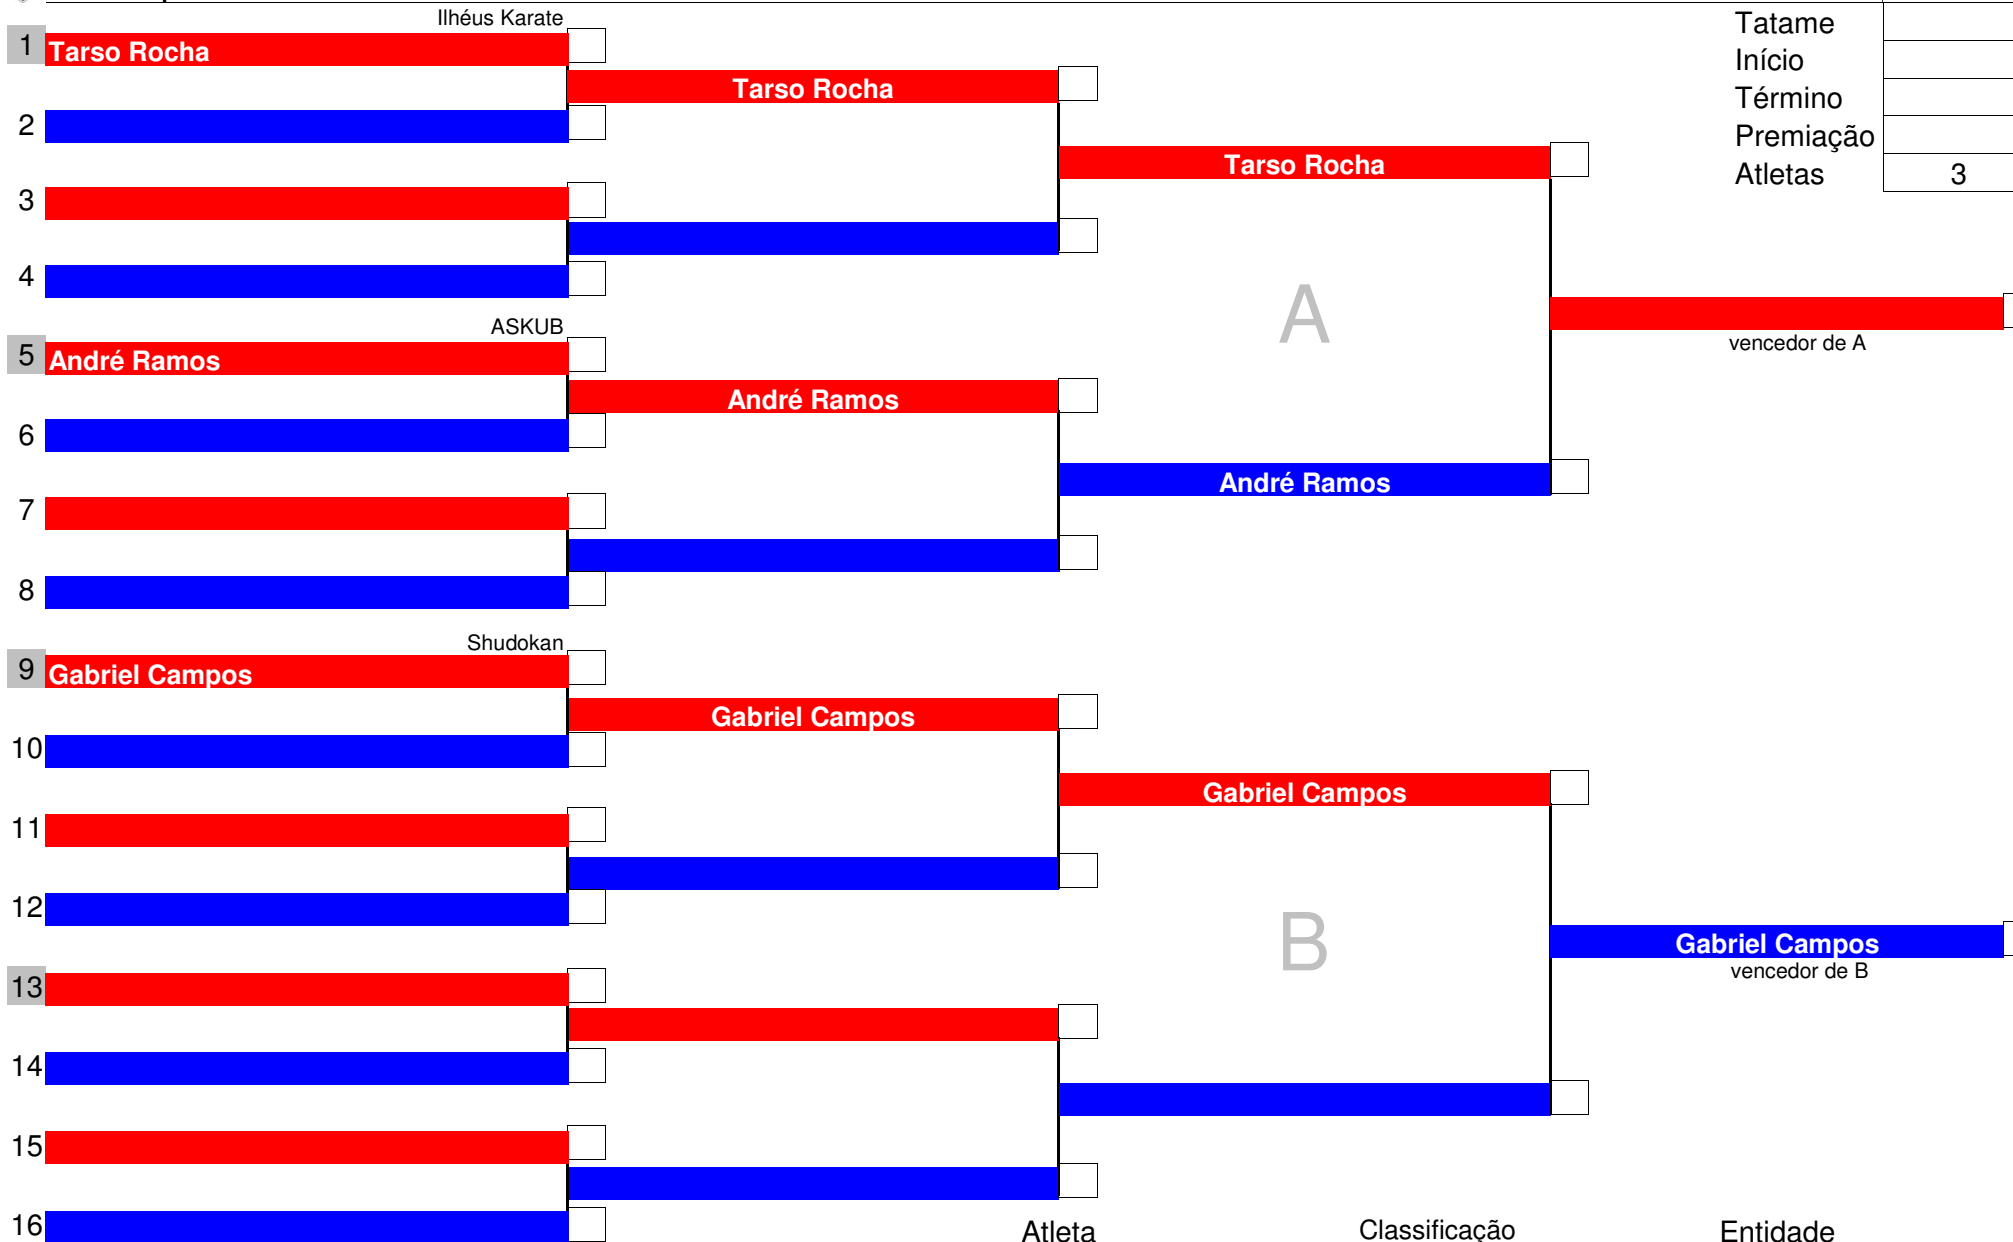 Ilhéus Karate
Tatame
1 Tarso Rocha
Início
Tarso Rocha
Término
2
Premiação
Tarso Rocha
Atletas 3
3
4
A
ASKUB
vencedor de A
5 André Ramos
André Ramos
6
André Ramos
7
8
Shudokan
9 Gabriel Campos
Gabriel Campos
10
Gabriel Campos
11
12
B
Gabriel Campos
vencedor de B
13
14
15
16
Atleta Classificação Entidade